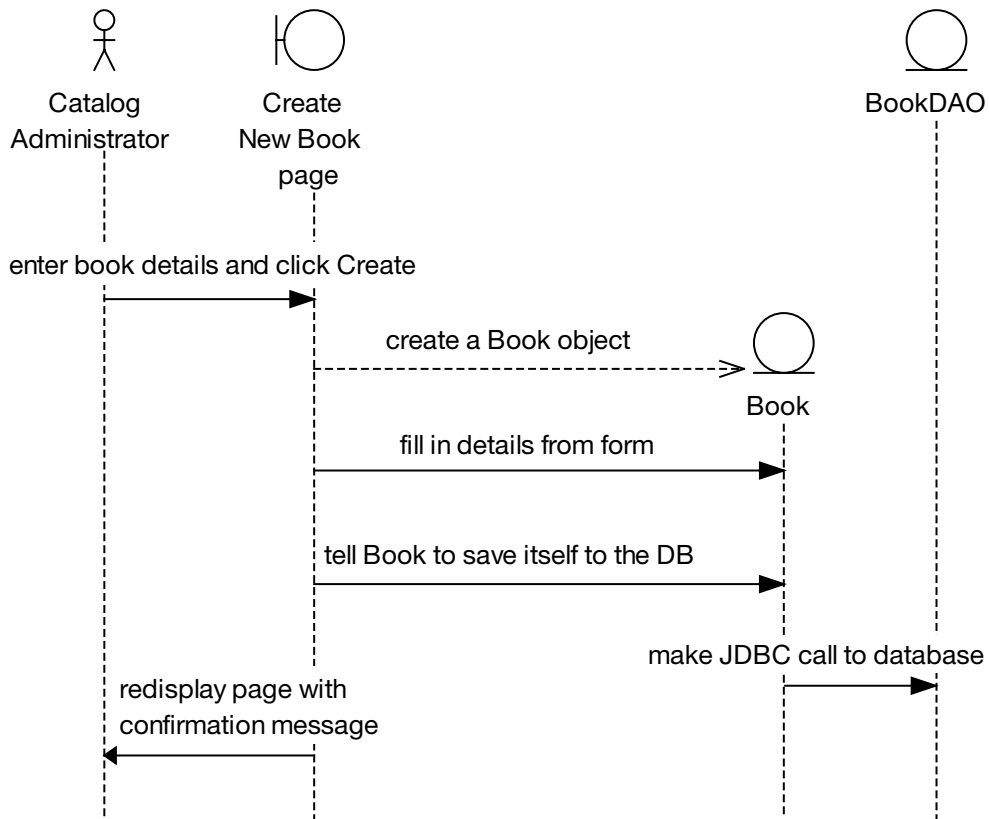 Catalog
Administrator
Create
New Book
page
BookDAO
enter book details and click Create
create a Book object
Book
fill in details from form
tell Book to save itself to the DB
make JDBC call to database
redisplay page with
confirmation message